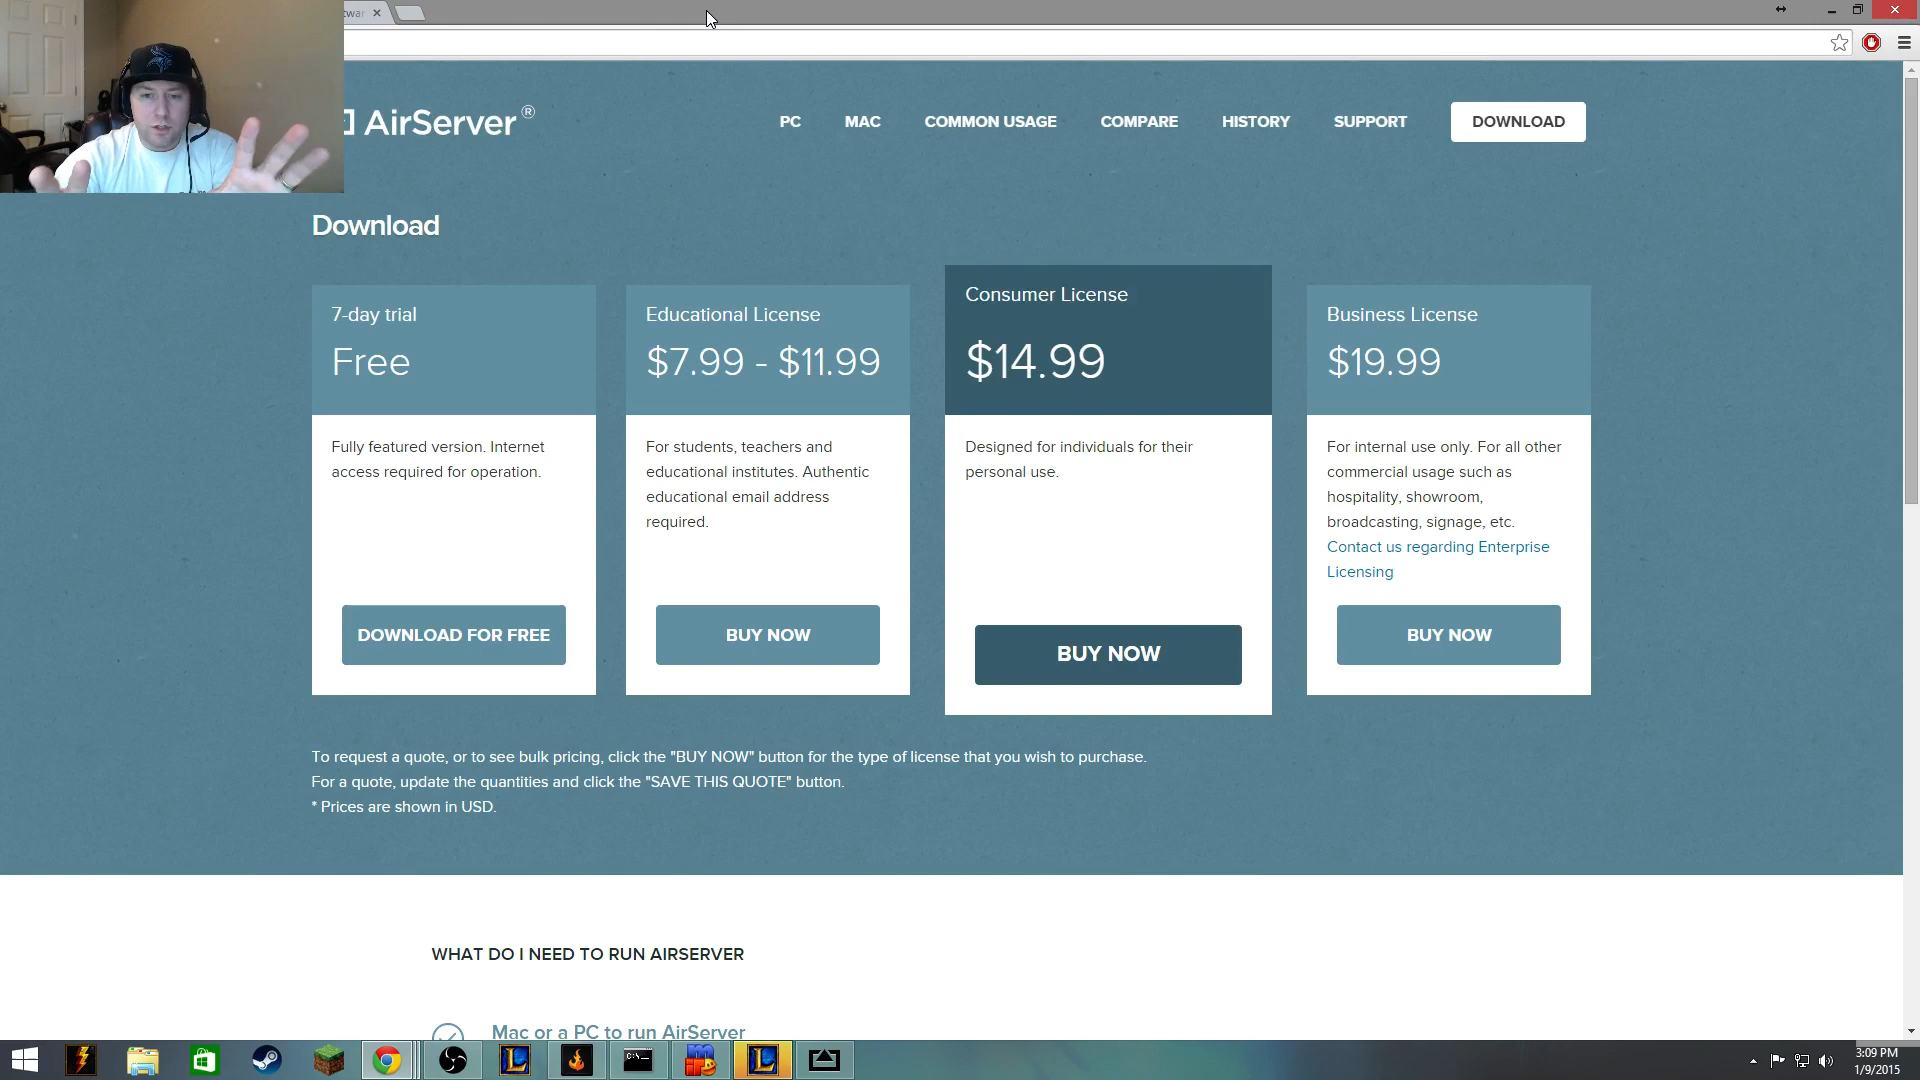 AirServer®
PC
MAC
COMMON USAGE
COMPARE
HISTORY
SUPPORT
DOWNLOAD
Download
7-day trial
Free
Fully featured version. Internet
access required for operation.
DOWNLOAD FOR FREE
Educational License
$7.99 - $11.99
For students, teachers and
educational institutes. Authentic
educational email address
required.
BUY NOW
Consumer License
$14.99
Designed for individuals for their
personal use.
BUY NOW
Business License
$19.99
For internal use only. For all other
commercial usage such as
hospitality, showroom,
broadcasting, signage, etc.
Contact us regarding Enterprise
Licensing
BUY NOW
To request a quote, or to see bulk pricing, click the "BUY NOW" button for the type of license that you wish to purchase.
For a quote, update the quantities and click the "SAVE THIS QUOTE" button.
* Prices are shown in USD.
WHAT DO I NEED TO RUN AIRSERVER
Mac or a PC to run AirServer
3:09 PM
1/9/2015